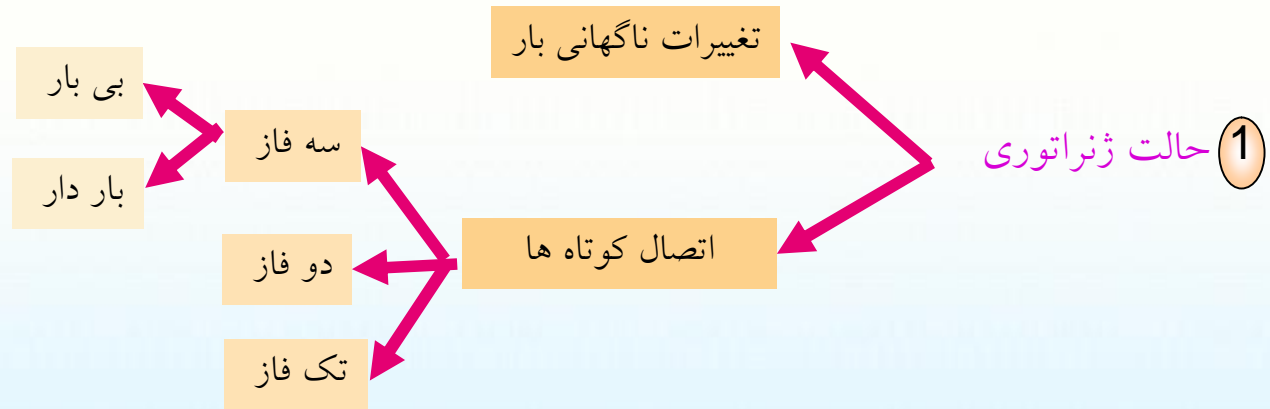 1 حالت ژنراتوری
تغییرات ناگهانی بار
اتصال کوتاه ها
سه فاز
بی بار
بار دار
دو فاز
تک فاز